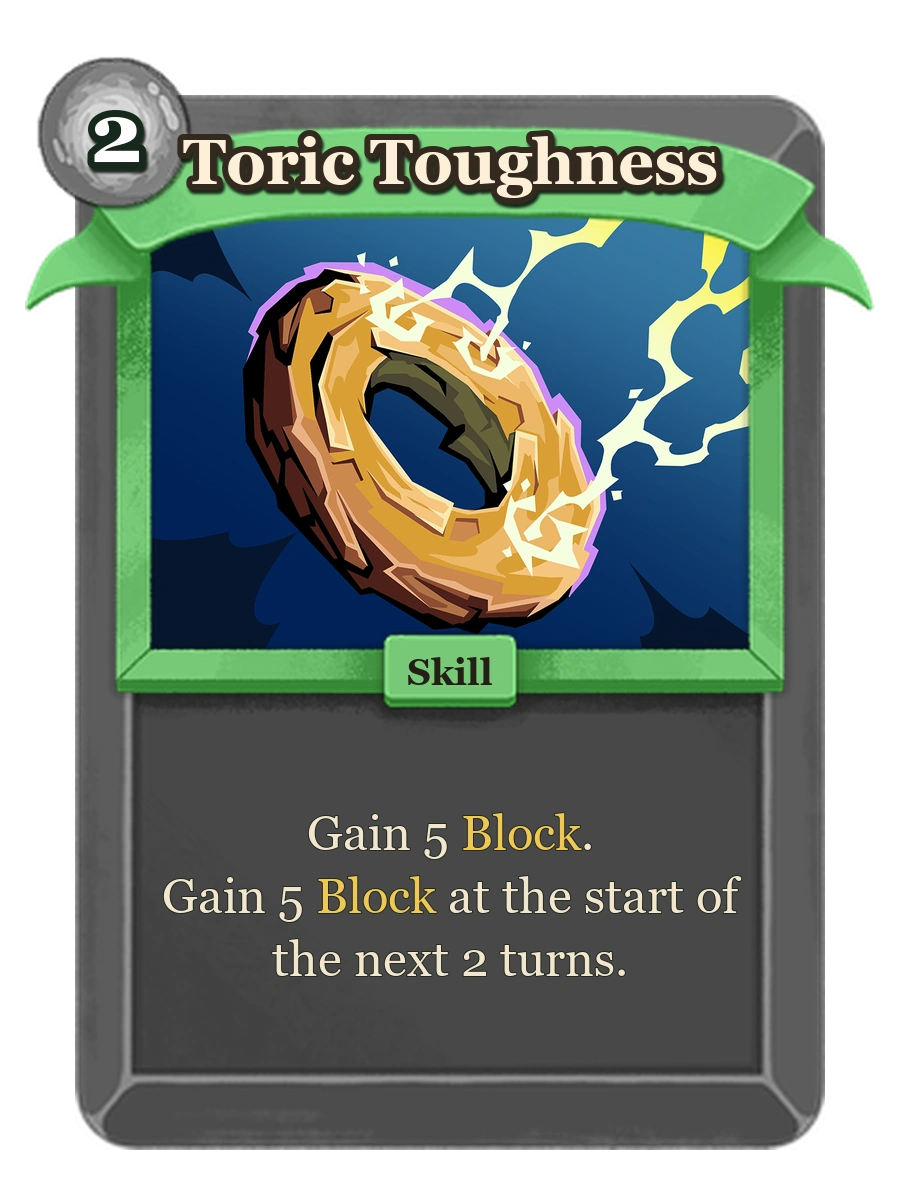 2
Toric Toughness
Skill
Gain 5 Block.
Gain 5 Block at the start of
the next 2 turns.